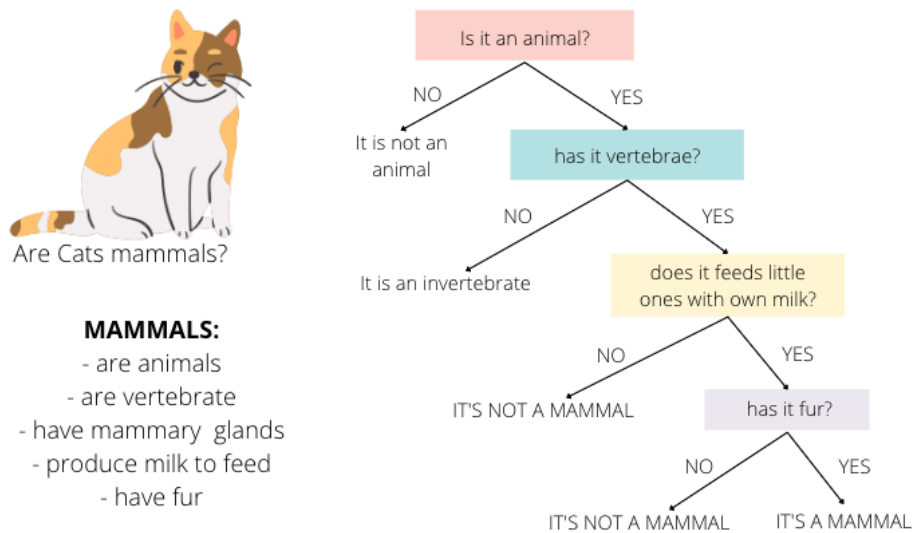 Are Cats mammals?
MAMMALS:
- are animals
- are vertebrate
- have mammary glands
- produce milk to feed
- have fur
Is it an animal?
NO
YES
It is not an
animal
has it vertebrae?
NO
YES
It is an invertebrate
does it feeds little
ones with own milk?
NO
YES
IT'S NOT A MAMMAL
has it fur?
NO
YES
IT'S NOT A MAMMAL
IT'S A MAMMAL